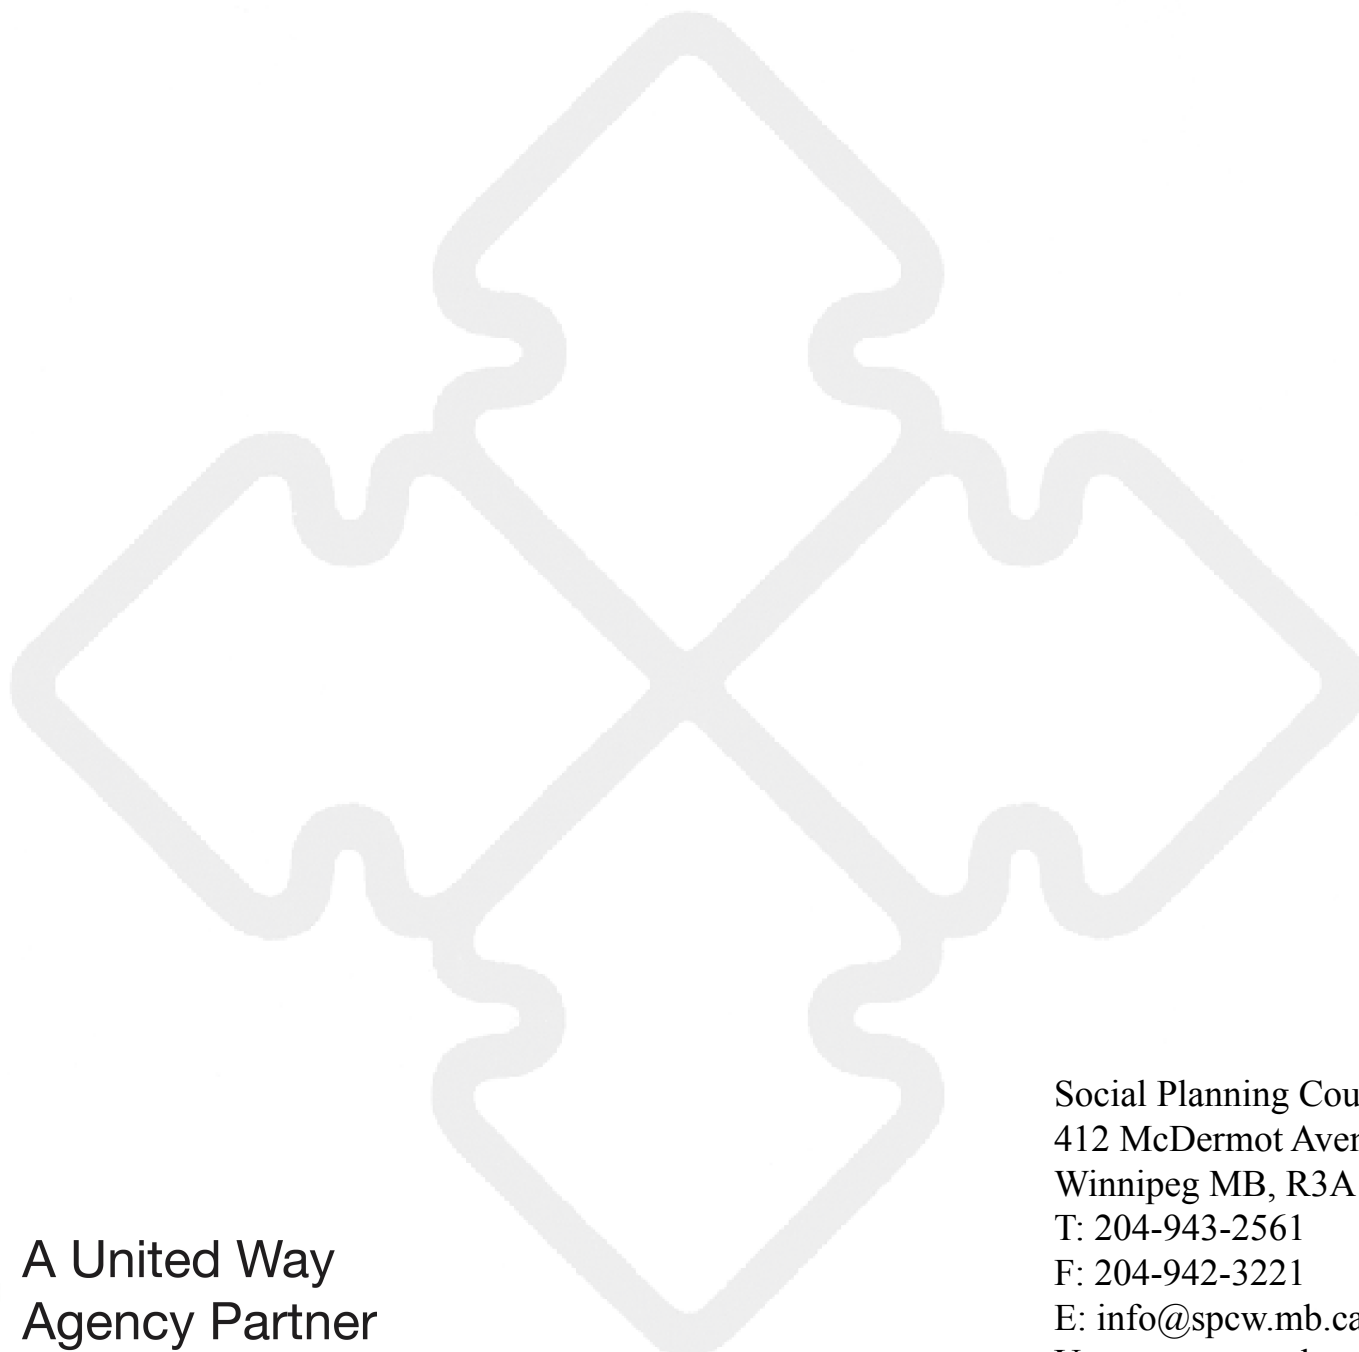 Social Planning
412 McDermot
Winnipeg MB, R3A
T: 204-943-2561
F: 204-942-3221
E: info@spcw.mb.ca
A United Way
Agency Partner